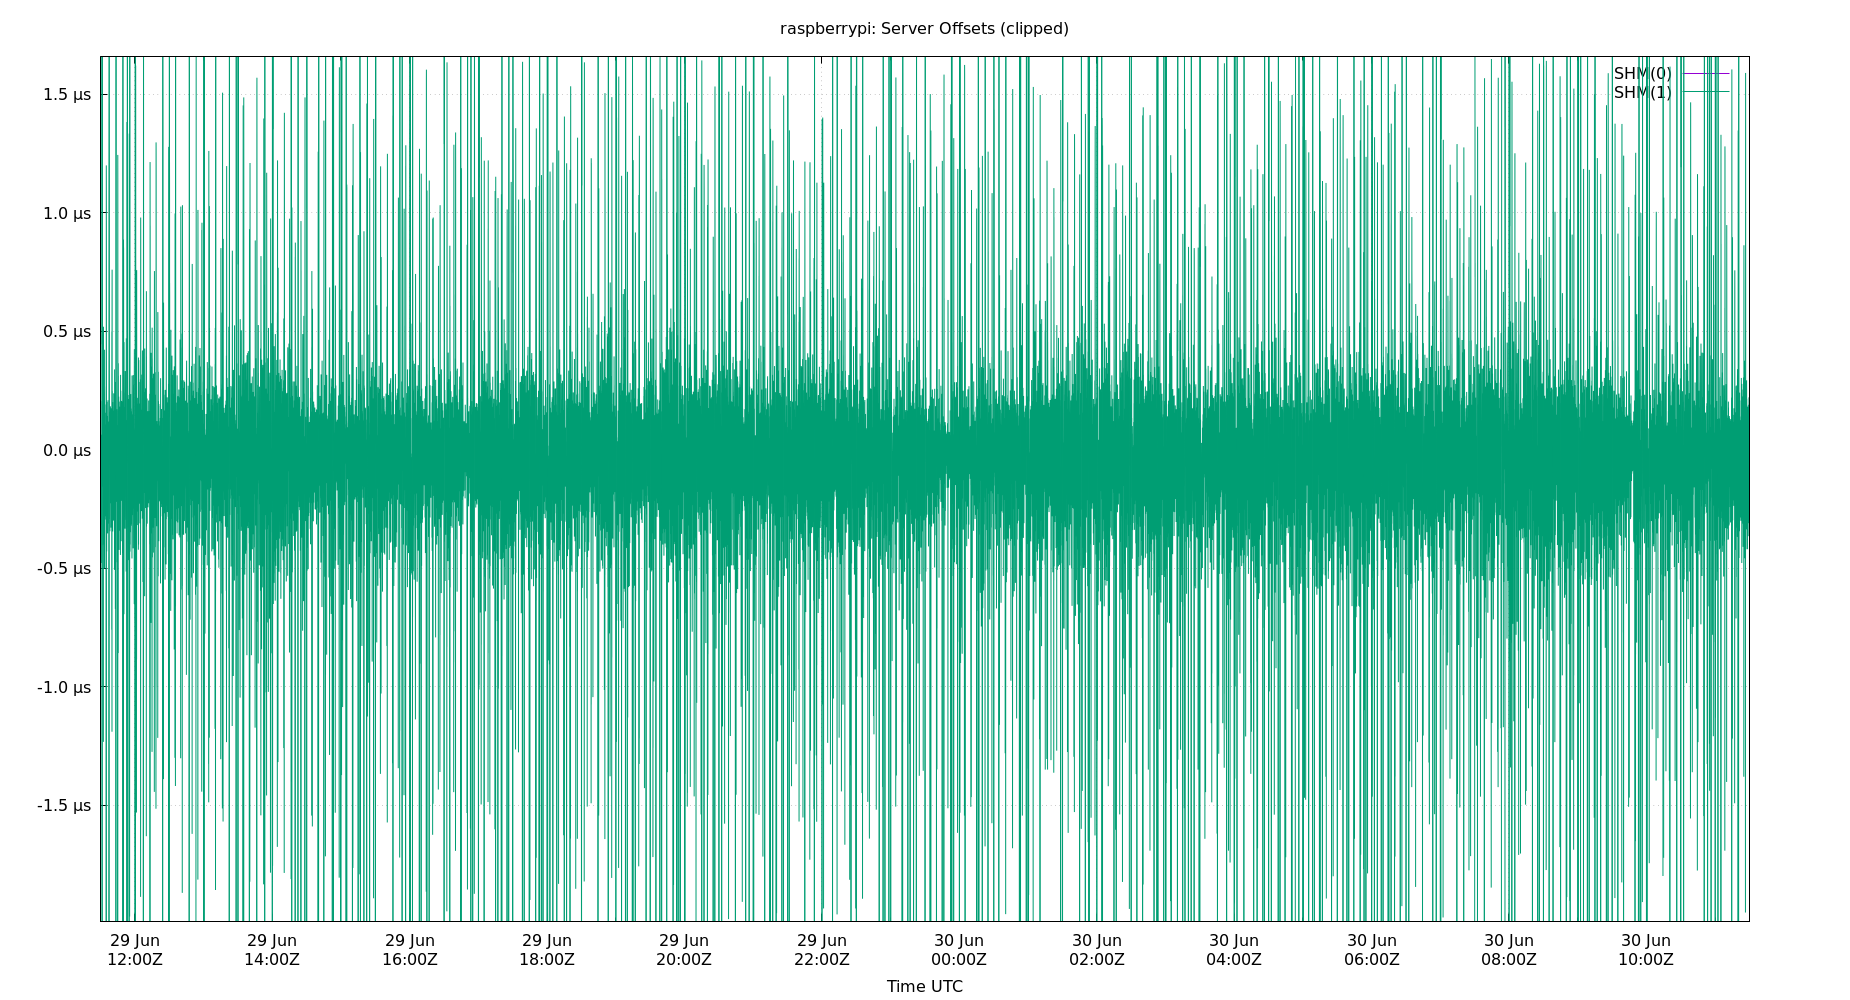 raspberrypi: Server Offsets (clipped)
SHM(0)
SHM(1)
1.5 µs
1.0 µs
0.5 µs
0.0 µs
-0.5 µs
-1.0 µs
-1.5 µs
29 Jun 29 Jun 29 Jun 29 Jun 29 Jun 29 Jun 30 Jun 30 Jun 30 Jun 30 Jun 30 Jun 30 Jun
12:00Z 14:00Z 16:00Z 18:00Z 20:00Z 22:00Z 00:00Z 02:00Z 04:00Z 06:00Z 08:00Z 10:00Z
Time UTC